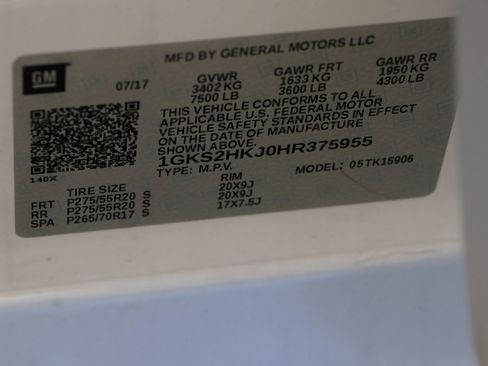 MFD BY GENERAL MOTORS LLC
GM
07/17
GVWR GAWR FRT GAWR RR
3402 KG 1633 KG 1950 KG
7500 LB 3600 LB 4300 LB
THIS VEHICLE CONFORMS TO ALL
APPLICABLE U.S. FEDERAL MOTOR
VEHICLE SAFETY STANDARDS IN EFFECT
ON THE DATE OF MANUFACTURE
SHOWN ABOVE.
1GKS2HKJ0HR375955
140X
TYPE: M.P.V. MODEL: 05TK15906
TIRE SIZE RIM
FRT P275/55R20 S 20X9J
RR P275/55R20 S 20X9J
SPA P265/70R17 S 17X7.5J